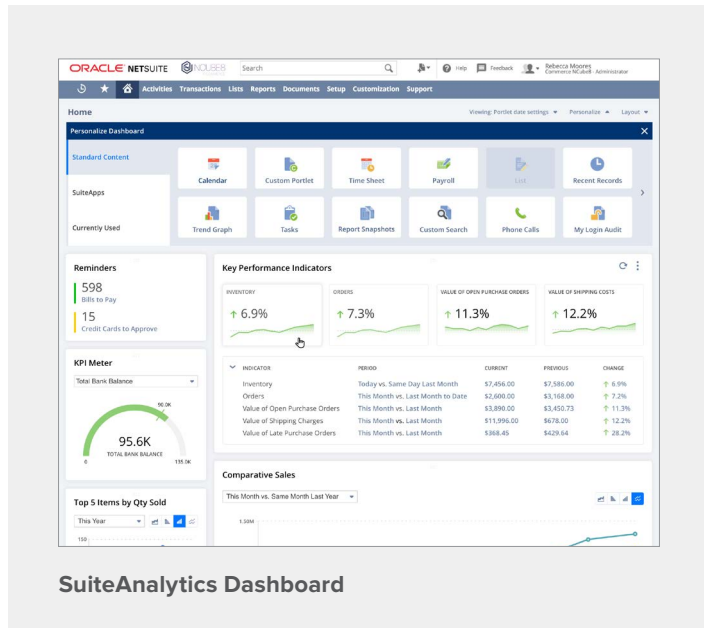 ORACLE NETSUITE
Search
Help
Feedback
Rebecca Moores
Commerce NCube8 - Administrator
Activities Transactions Lists Reports Documents Setup Customization Support
Home
Viewing: Portlet date settings Personalize Layout
Personalize Dashboard
Standard Content
SuiteApps
Currently Used
Calendar Custom Portlet Time Sheet Payroll List Recent Records
Trend Graph Tasks Report Snapshots Custom Search Phone Calls My Login Audit
Reminders
598
Bills to Pay
15
Credit Cards to Approve
KPI Meter
Total Bank Balance
90.0K
95.6K
TOTAL BANK BALANCE
0 135.0K
Top 5 Items by Qty Sold
This Year
150
Key Performance Indicators
INVENTORY ORDERS VALUE OF OPEN PURCHASE ORDERS VALUE OF SHIPPING COSTS
6.9% 7.3% 11.3% 12.2%
INDICATOR PERIOD CURRENT PREVIOUS CHANGE
Inventory Today vs. Same Day Last Month $7,456.00 $7,586.00 6.9%
Orders This Month vs. Last Month to Date $2,600.00 $3,168.00 7.2%
Value of Open Purchase Orders This Month vs. Last Month $3,890.00 $3,450.73 11.3%
Value of Shipping Charges This Month vs. Last Month $11,996.00 $678.00 12.2%
Value of Late Purchase Orders This Month vs. Last Month $368.45 $429.64 28.2%
Comparative Sales
This Month vs. Same Month Last Year
1.50M
SuiteAnalytics Dashboard